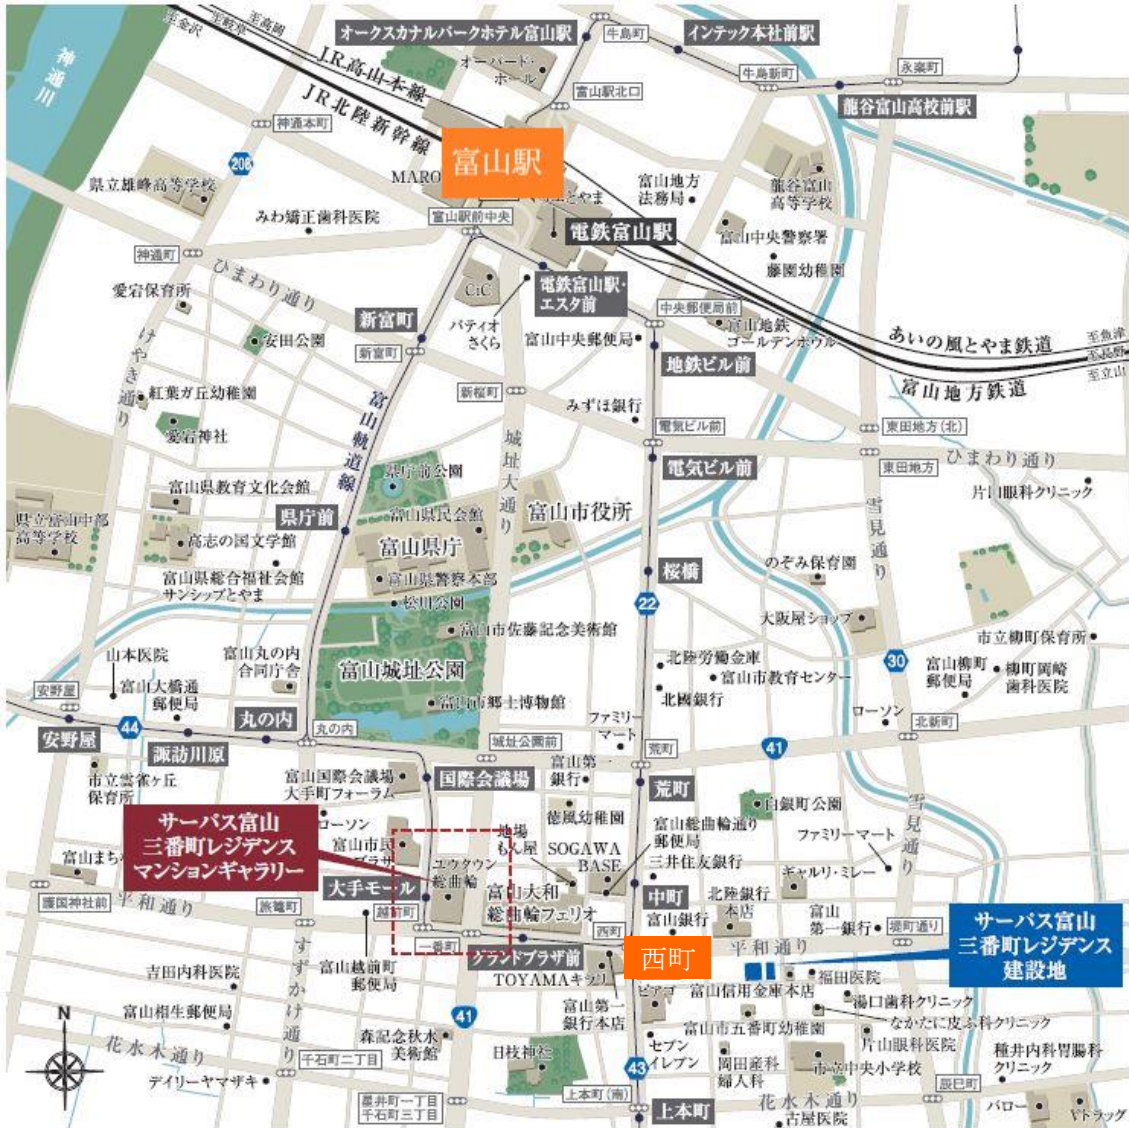 至高岡
至岐阜
至金沢
オークスカナルパークホテル富山駅
牛島町
インテック本社前駅
オーバード・
ホール
牛島新町
永楽町
神通川
JR高山本線
JR北陸新幹線
富山駅北口
龍谷富山高校前駅
神通本町
208
富山駅
県立雄峰高等学校
MARO
とやま
富山地方
法務局
龍谷富山
高等学校
みわ矯正歯科医院
富山駅前中央
電鉄富山駅
富山中央警察署
藤園幼稚園
神通町
ひまわり通り
愛宕保育所
CiC
電鉄富山駅・
エスタ前
中央郵便局前
新富町
パティオ
さくら
富山中央郵便局
富山地鉄
ゴールデンボウル
あいの風とやま鉄道
至魚津
至長野
至立山
富山地方鉄道
安田公園
新富町
けやき通り
地鉄ビル前
紅葉ガ丘幼稚園
富山軌道線
新桜町
みずほ銀行
愛宕神社
城址大通り
電気ビル前
東田地方(北)
県庁前公園
電気ビル前
東田地方
ひまわり通り
富山県教育文化会館
片山眼科クリニック
県立富山中部
高等学校
県庁前
富山県民会館
富山市役所
雪見通り
高志の国文学館
富山県庁
富山県総合福祉会館
サンシップとやま
富山県警察本部
桜橋
のぞみ保育園
松川公園
22
大阪屋ショップ
富山市佐藤記念美術館
市立柳町保育所
山本医院
富山丸の内
合同庁舎
富山城址公園
北陸労働金庫
30
富山柳町
郵便局
柳町岡崎
歯科医院
安野屋
富山大橋通
郵便局
富山市教育センター
富山市郷土博物館
北國銀行
ローソン
44
丸の内
丸の内
ファミリー
マート
北新町
安野屋
諏訪川原
城址公園前
荒町
41
市立雲雀ヶ丘
保育所
富山国際会議場
大手町フォーラム
国際会議場
富山第一
銀行
荒町
白銀町公園
雪見通り
サーパス富山
三番町レジデンス
マンションギャラリー
ローソン
徳風幼稚園
富山総曲輪通り
郵便局
ファミリーマート
富山市民
プラザ
地場
もん屋
SOGAWA
BASE
三井住友銀行
富山まちな
ユウタウン
総曲輪
ギャルリ・ミレー
大手モール
富山大和
総曲輪フェリオ
中町
北陸銀行
本店
護国神社前
平和通り
旅篭町
越前町
富山銀行
富山
第一銀行
堤町通り
サーパス富山
三番町レジデンス
建設地
一番町
西町
西町
平和通り
グランドプラザ前
吉田内科医院
すずかけ通り
富山越前町
郵便局
TOYAMAキラリ
富山信用金庫本店
福田医院
富山相生郵便局
41
富山第一
銀行本店
ピアゴ
湯口歯科クリニック
富山市五番町幼稚園
なかたに皮ふ科クリニック
N
森記念秋水
美術館
セブン
イレブン
片山眼科医院
花水木通り
千石町二丁目
日枝神社
岡田産科
婦人科
市立中央小学校
種井内科胃腸科
クリニック
デイリーヤマザキ
43
辰巳町
星井町一丁目
千石町三丁目
上本町(南)
上本町
花水木通り
古屋医院
バロー
Vドラッグ